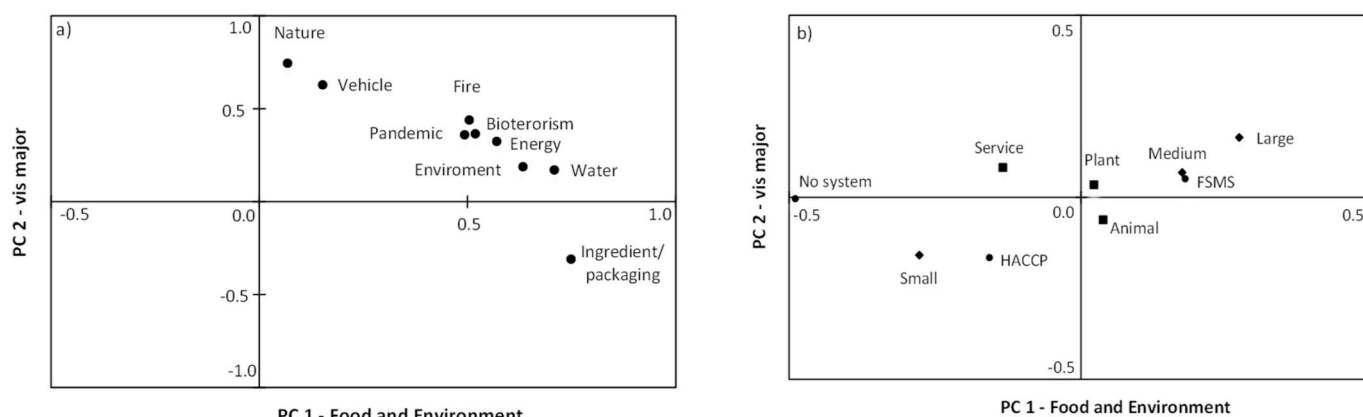 a)
1.0
Nature
Vehicle
Fire
0.5
Pandemic
Bioterorism
Energy
Enviroment
Water
-0.5
0.0
0.5
1.0
Ingredient/
packaging
-0.5
-1.0
PC 2 - vis major
PC 1 - Food and Environment
b)
0.5
Large
Service
Plant
Medium
FSMS
No system
-0.5
0.0
0.5
Animal
Small
HACCP
-0.5
PC 2 - vis major
PC 1 - Food and Environment